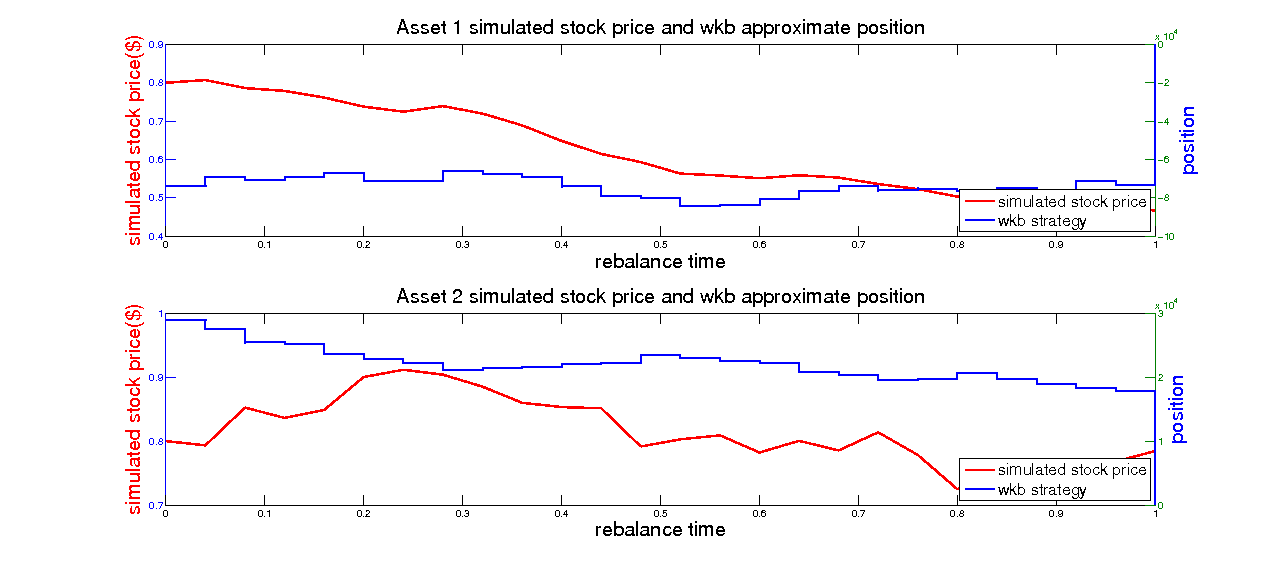 Asset 1 simulated stock price and wkb approximate position
x 10^4
simulated stock price($)
0.9
0.8
0.7
0.6
0.5
0.4
0
-2
-4
-6
-8
-10
position
simulated stock price
wkb strategy
0 0.1 0.2 0.3 0.4 0.5 0.6 0.7 0.8 0.9 1
rebalance time
Asset 2 simulated stock price and wkb approximate position
x 10^4
simulated stock price($)
1
0.9
0.8
0.7
3
2
1
0
position
simulated stock price
wkb strategy
0 0.1 0.2 0.3 0.4 0.5 0.6 0.7 0.8 0.9 1
rebalance time